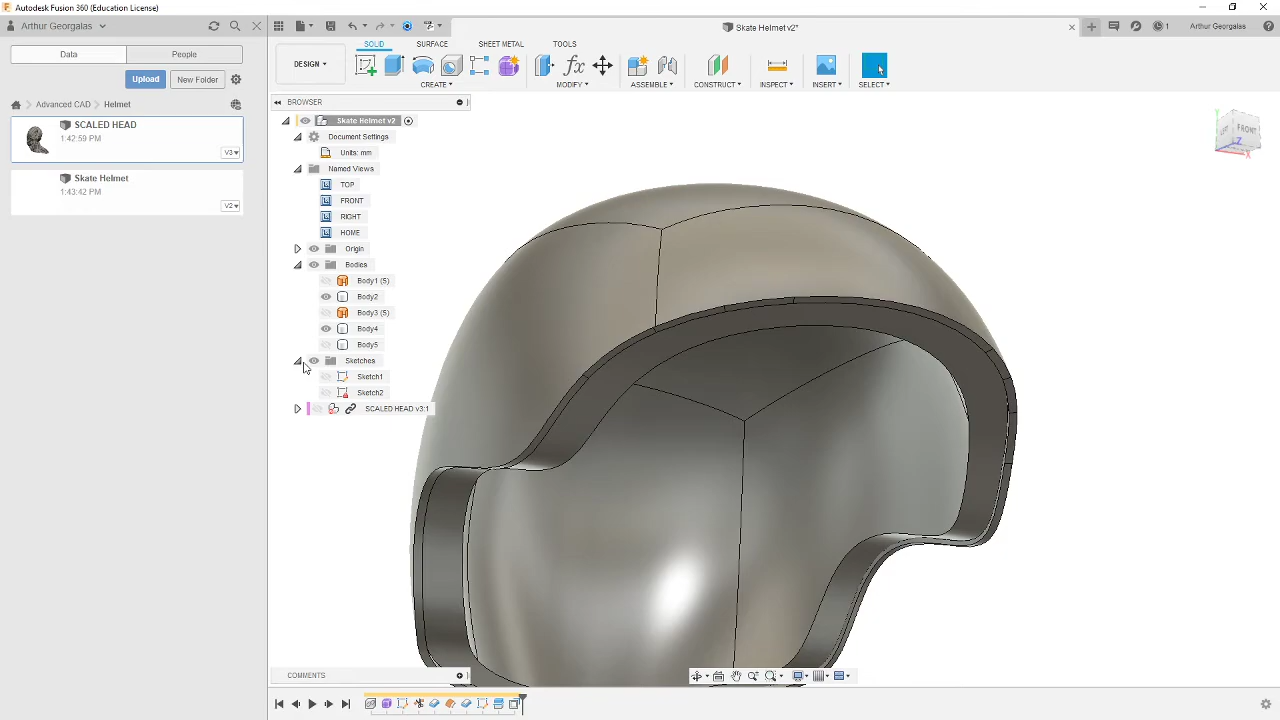 Autodesk Fusion 360 (Education License)
Arthur Georgalas
Skate Helmet v2*
1
Arthur Georgalas
Data
People
SOLID
SURFACE
SHEET METAL
TOOLS
DESIGN
CREATE
MODIFY
ASSEMBLE
CONSTRUCT
INSPECT
INSERT
SELECT
Upload
New Folder
Advanced CAD
Helmet
SCALED HEAD
1:42:59 PM
V3
Skate Helmet
1:43:42 PM
V2
BROWSER
Skate Helmet v2
Document Settings
Units: mm
Named Views
TOP
FRONT
RIGHT
HOME
Origin
Bodies
Body1 (5)
Body2
Body3 (5)
Body4
Body5
Sketches
Sketch1
Sketch2
SCALED HEAD v3:1
LEFT
FRONT
Y
Z
X
COMMENTS